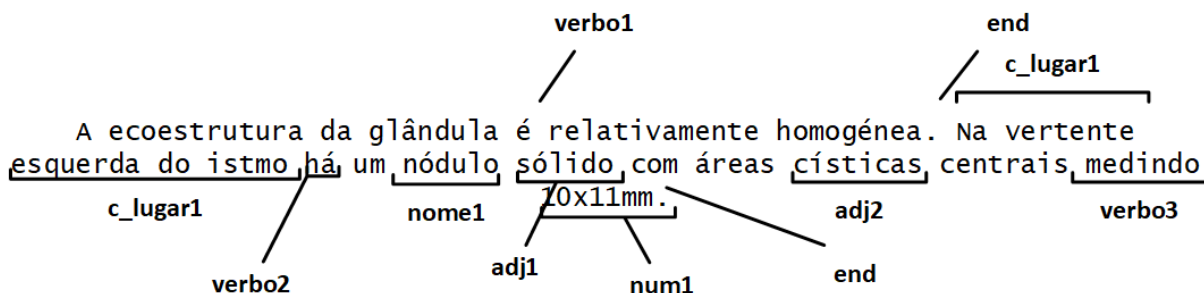 verbo1 end
c_lugar1
A ecoestrutura da glândula é relativamente homogénea. Na vertente
esquerda do istmo há um nódulo sólido com áreas císticas centrais medindo
c_lugar1 nome1 10x11mm. adj2 verbo3
verbo2 adj1 num1 end